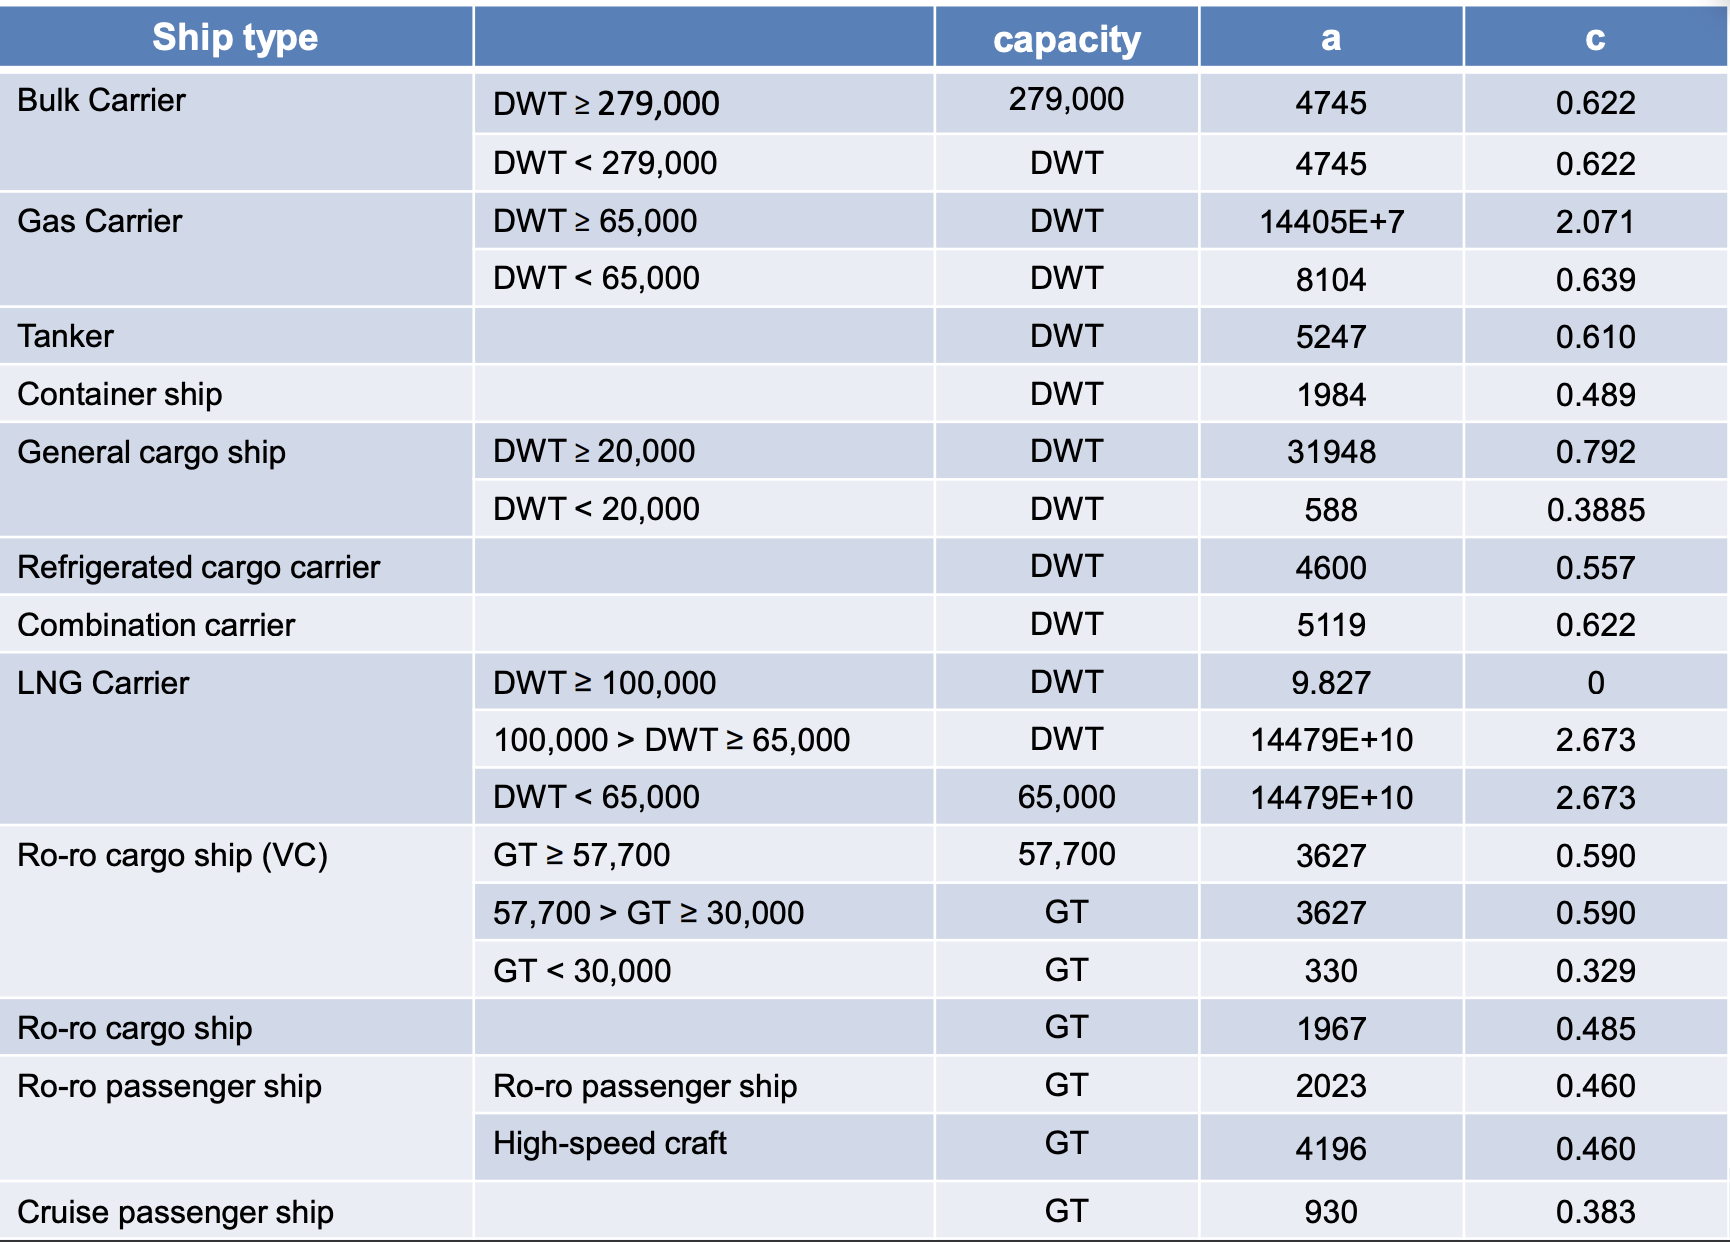 Ship type capacity a c
Bulk Carrier DWT ≥ 279,000 279,000 4745 0.622
DWT < 279,000 DWT 4745 0.622
Gas Carrier DWT ≥ 65,000 DWT 14405E+7 2.071
DWT < 65,000 DWT 8104 0.639
Tanker DWT 5247 0.610
Container ship DWT 1984 0.489
General cargo ship DWT ≥ 20,000 DWT 31948 0.792
DWT < 20,000 DWT 588 0.3885
Refrigerated cargo carrier DWT 4600 0.557
Combination carrier DWT 5119 0.622
LNG Carrier DWT ≥ 100,000 DWT 9.827 0
100,000 > DWT ≥ 65,000 DWT 14479E+10 2.673
DWT < 65,000 65,000 14479E+10 2.673
Ro-ro cargo ship (VC) GT ≥ 57,700 57,700 3627 0.590
57,700 > GT ≥ 30,000 GT 3627 0.590
GT < 30,000 GT 330 0.329
Ro-ro cargo ship GT 1967 0.485
Ro-ro passenger ship Ro-ro passenger ship GT 2023 0.460
High-speed craft GT 4196 0.460
Cruise passenger ship GT 930 0.383